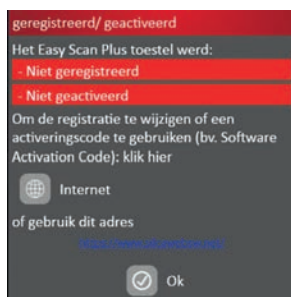 geregistreerd/ geactiveerd
Het Easy Scan Plus toestel werd:
- Niet geregistreerd
- Niet geactiveerd
Om de registratie te wijzigen of een
activeringscode te gebruiken (bv. Software
Activation Code): klik hier
Internet
of gebruik dit adres
Ok